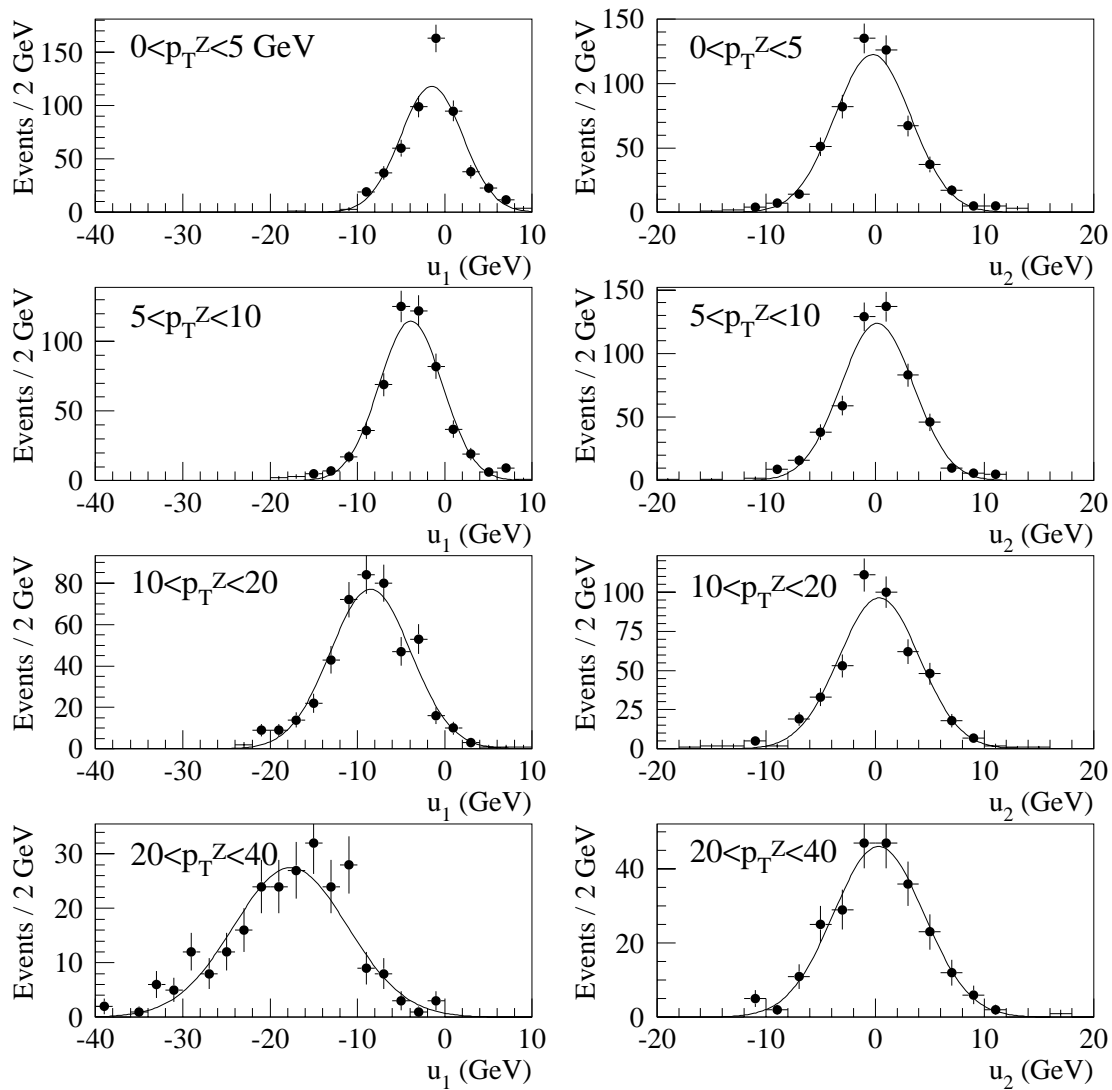 Events / 2 GeV
0<p_T^Z<5 GeV
150
100
50
0
-40 -30 -20 -10 0 10
u_1 (GeV)
Events / 2 GeV
0<p_T^Z<5
150
100
50
0
-20 -10 0 10 20
u_2 (GeV)
Events / 2 GeV
5<p_T^Z<10
100
50
0
-40 -30 -20 -10 0 10
u_1 (GeV)
Events / 2 GeV
5<p_T^Z<10
150
100
50
0
-20 -10 0 10 20
u_2 (GeV)
Events / 2 GeV
10<p_T^Z<20
80
60
40
20
0
-40 -30 -20 -10 0 10
u_1 (GeV)
Events / 2 GeV
10<p_T^Z<20
100
75
50
25
0
-20 -10 0 10 20
u_2 (GeV)
Events / 2 GeV
20<p_T^Z<40
30
20
10
0
-40 -30 -20 -10 0 10
u_1 (GeV)
Events / 2 GeV
20<p_T^Z<40
40
20
0
-20 -10 0 10 20
u_2 (GeV)